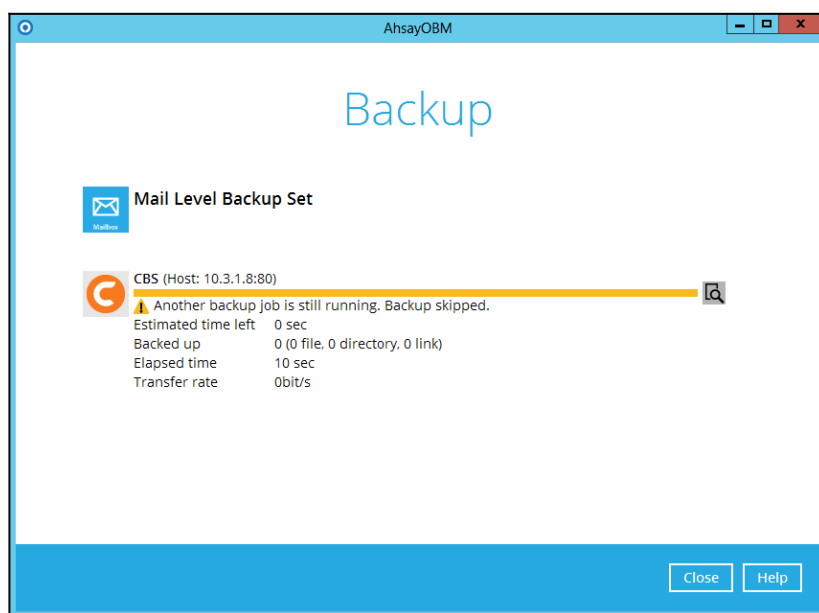 AhsayOBM
Backup
Mail Level Backup Set
Mailbox
CBS (Host: 10.3.1.8:80)
Another backup job is still running. Backup skipped.
Estimated time left 0 sec
Backed up 0 (0 file, 0 directory, 0 link)
Elapsed time 10 sec
Transfer rate 0bit/s
Close Help